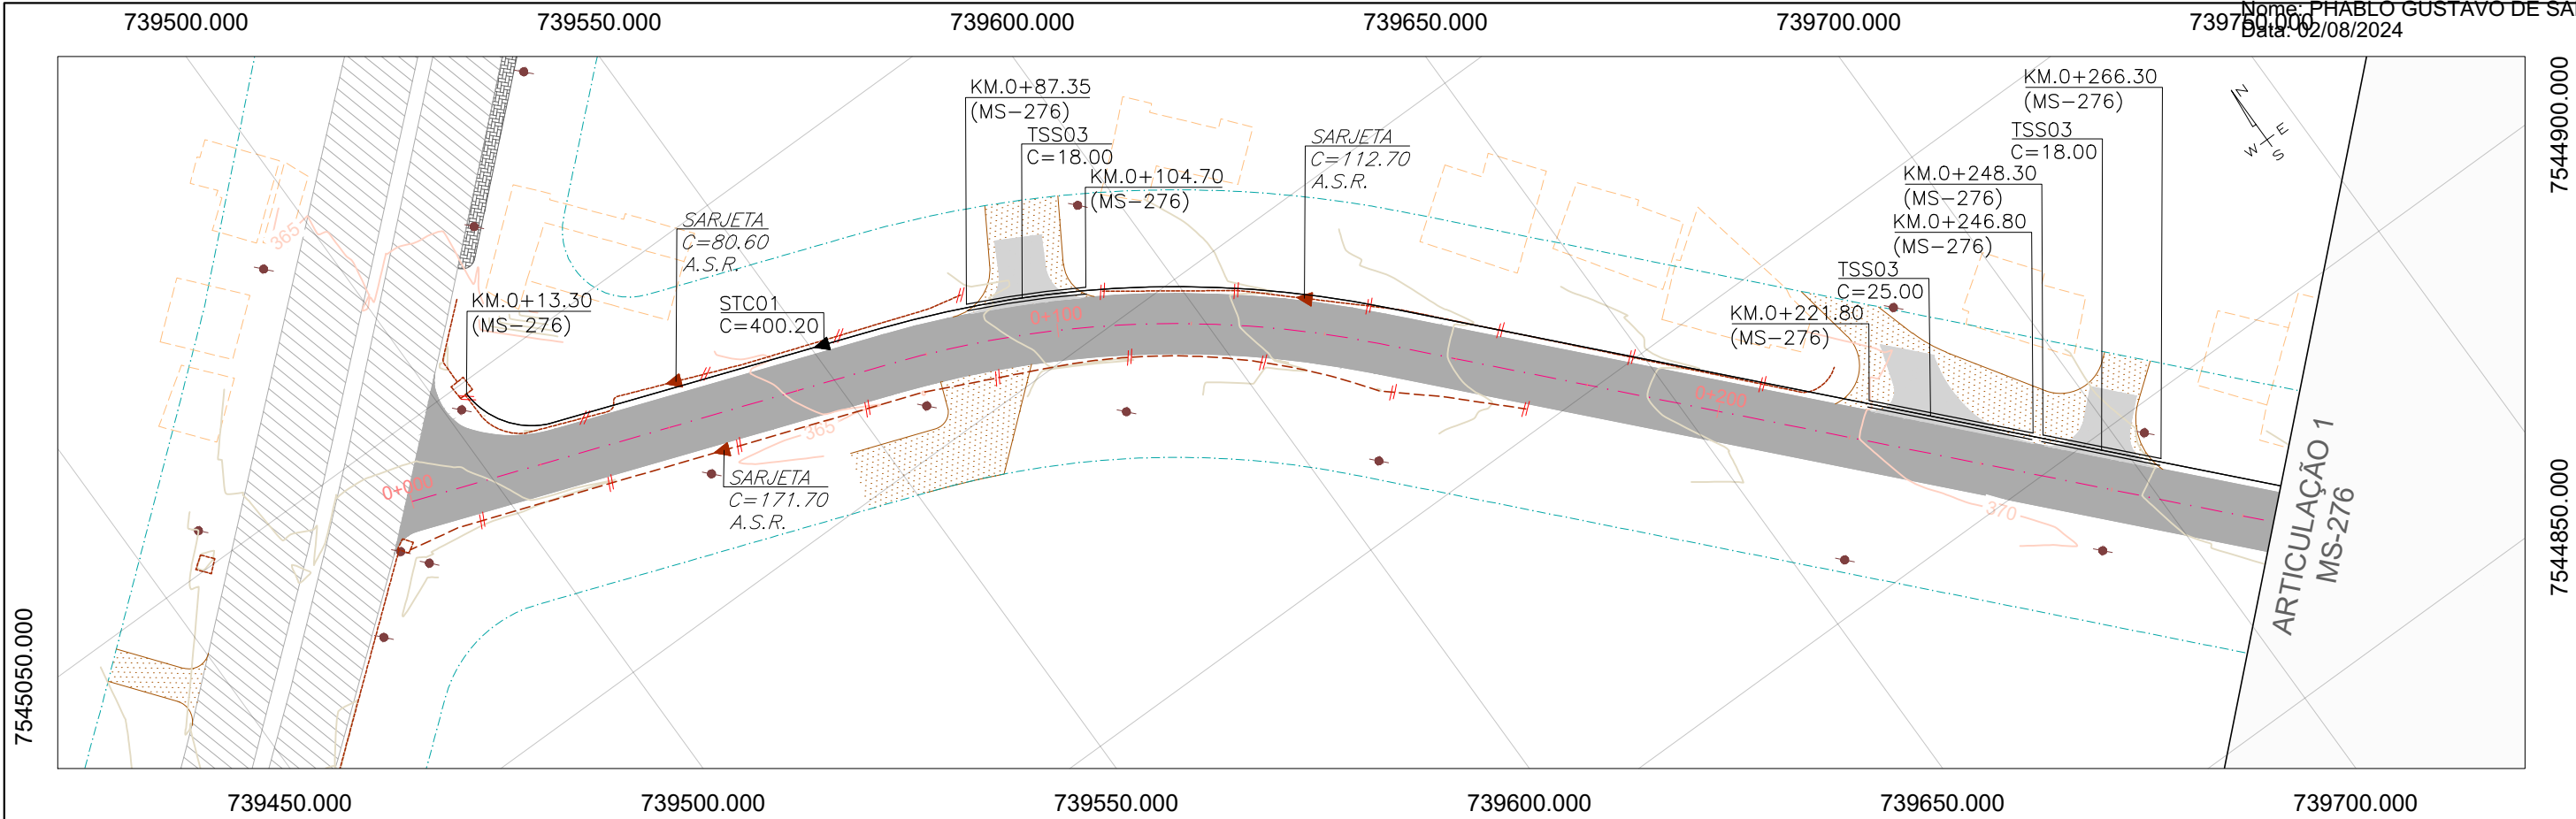 739500.000
739550.000
739600.000
739650.000
739700.000
739750.000
Nome: PHABLO GUSTAVO DE
Data: 02/08/2024
7544900.000
KM.0+87.35
(MS-276)
TSS03
C=18.00
KM.0+104.70
(MS-276)
SARJETA
C=112.70
A.S.R.
KM.0+266.30
(MS-276)
TSS03
C=18.00
KM.0+248.30
(MS-276)
KM.0+246.80
(MS-276)
TSS03
C=25.00
KM.0+221.80
(MS-276)
N
E
W
S
365
SARJETA
C=80.60
A.S.R.
KM.0+13.30
(MS-276)
STC01
C=400.20
0+100
0+200
365
0+000
SARJETA
C=171.70
A.S.R.
370
ARTICULAÇÃO 1
MS-276
7544850.000
7545050.000
739450.000
739500.000
739550.000
739600.000
739650.000
739700.000